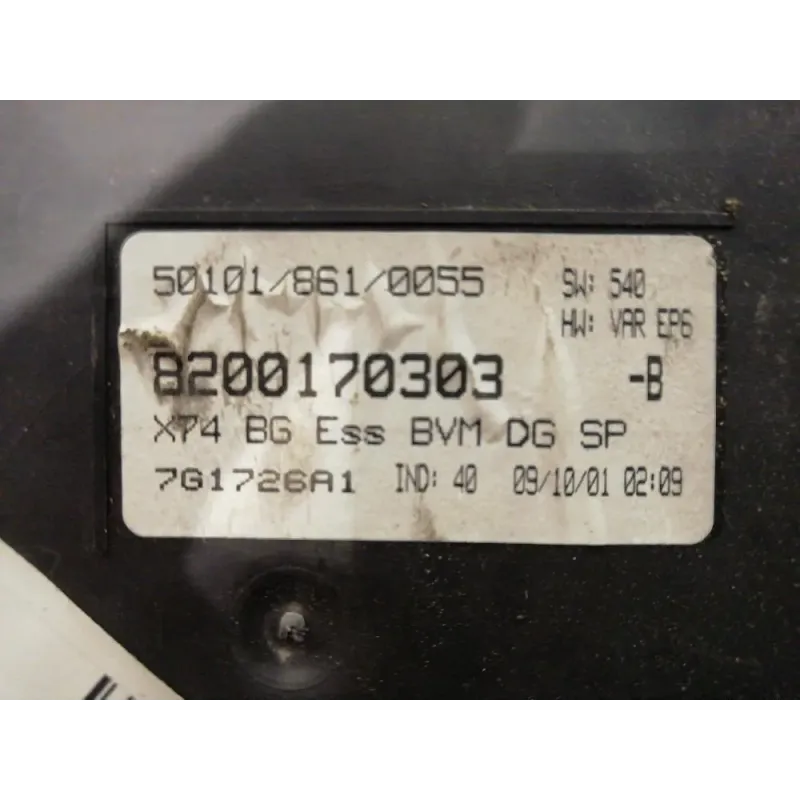 50101/861/0055 SW: 540
HW: VAR EP6
8200170303 -B
X74 BG Ess BVM DG SP
7G1726A1 IND: 40 09/10/01 02:09